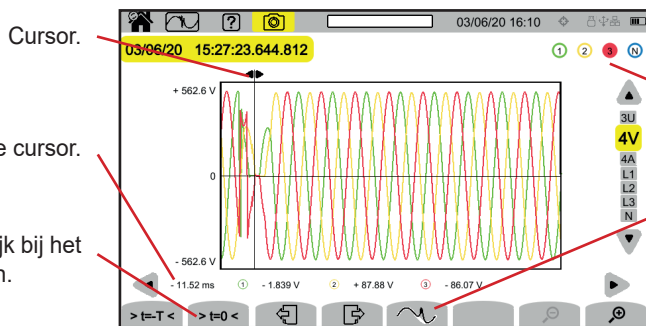 ?
03/06/20 16:10
Cursor.
03/06/20 15:27:23.644.812
1 2 3 N
+ 562.6 V
3U
4V
4A
L1
L2
L3
N
e cursor.
0
jk bij het
n.
- 562.6 V
- 11.52 ms 1 - 1.839 V 2 + 87.88 V 3 - 86.07 V
> t=-T < > t=0 <